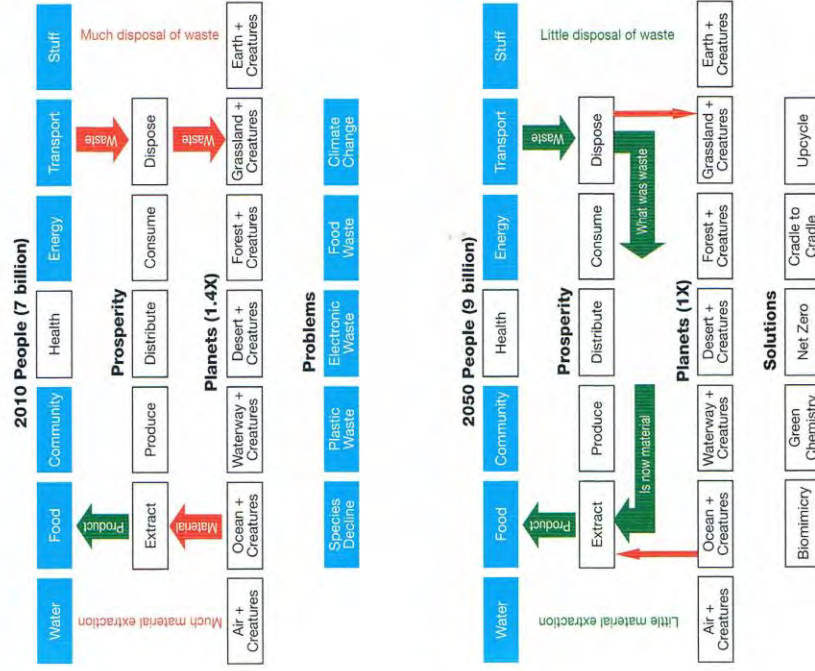 2010 People (7 billion)
Water
Food
Community
Health
Energy
Transport
Stuff
Much material extraction
Product
Waste
Much disposal of waste
Prosperity
Extract
Produce
Distribute
Consume
Dispose
Material
Waste
Planets (1.4X)
Air +
Creatures
Ocean +
Creatures
Waterway +
Creatures
Desert +
Creatures
Forest +
Creatures
Grassland +
Creatures
Earth +
Creatures
Problems
Species
Decline
Plastic
Waste
Electronic
Waste
Food
Waste
Climate
Change
2050 People (9 billion)
Water
Food
Community
Health
Energy
Transport
Stuff
Little material extraction
Product
Waste
Little disposal of waste
Prosperity
Extract
Produce
Distribute
Consume
Dispose
Is now material
What was waste
Planets (1X)
Air +
Creatures
Ocean +
Creatures
Waterway +
Creatures
Desert +
Creatures
Forest +
Creatures
Grassland +
Creatures
Earth +
Creatures
Solutions
Biomimicry
Green
Chemistry
Net Zero
Cradle to
Cradle
Upcycle